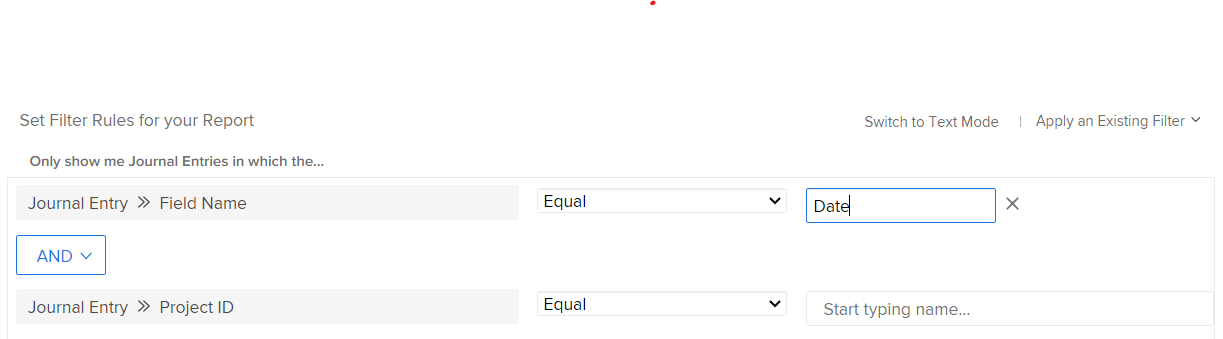 Set Filter Rules for your Report
Switch to Text Mode | Apply an Existing Filter
Only show me Journal Entries in which the...
Journal Entry » Field Name Equal Date
AND
Journal Entry » Project ID Equal Start typing name...